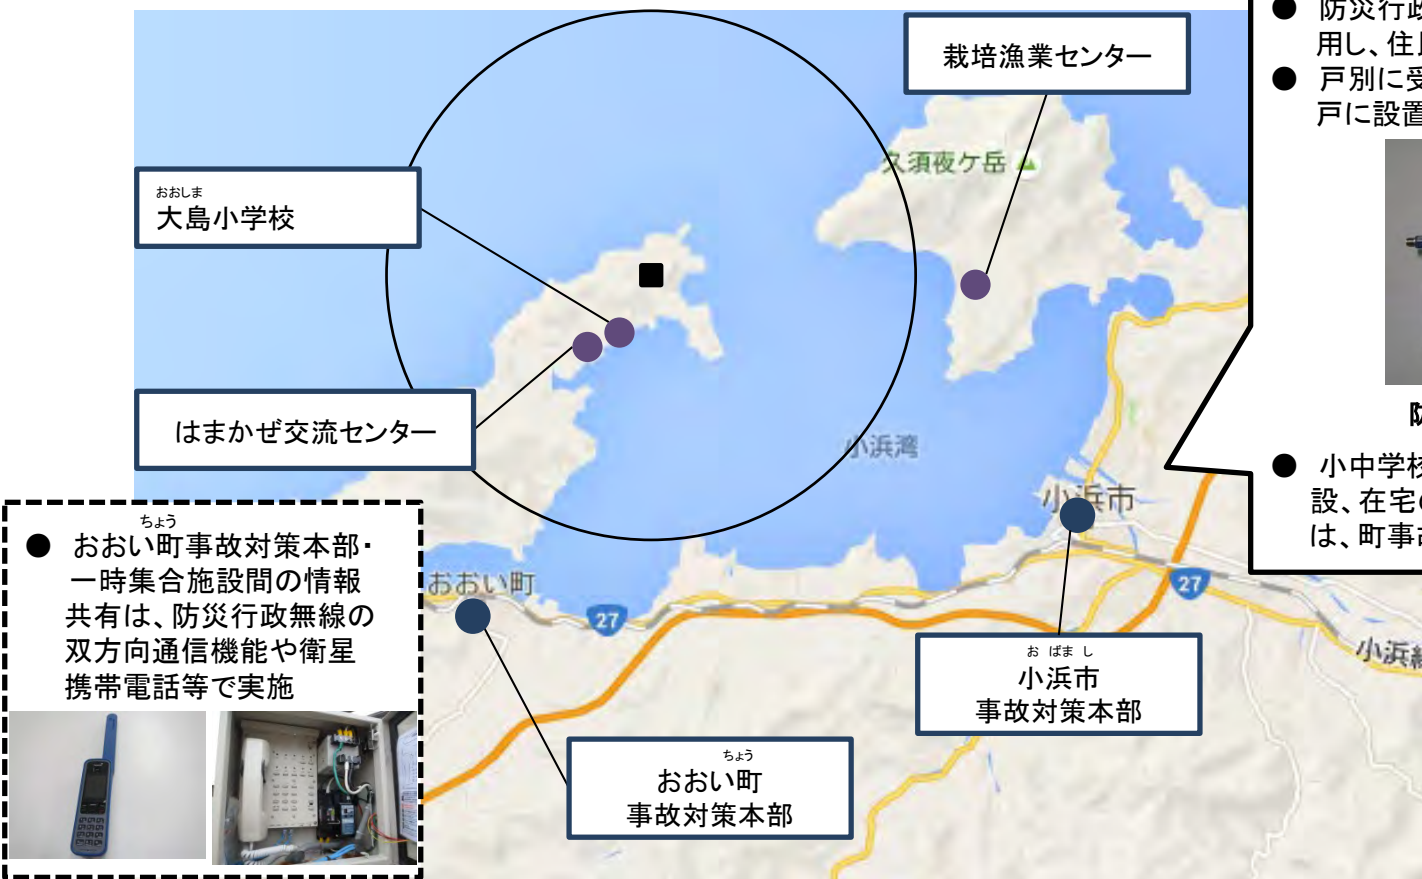 栽培漁業センター
久須夜ケ岳
おおしま
大島小学校
はまかぜ交流センター
小浜湾
小浜市
● 防災行政
用し、住
● 戸別に受
戸に設置
● 小中学校
設、在宅
は、町事
ちょう
● おおい町事故対策本部・
一時集合施設間の情報
共有は、防災行政無線の
双方向通信機能や衛星
携帯電話等で実施
おおい町
27
27
小浜線
お ばま し
小浜市
事故対策本部
ちょう
おおい町
事故対策本部